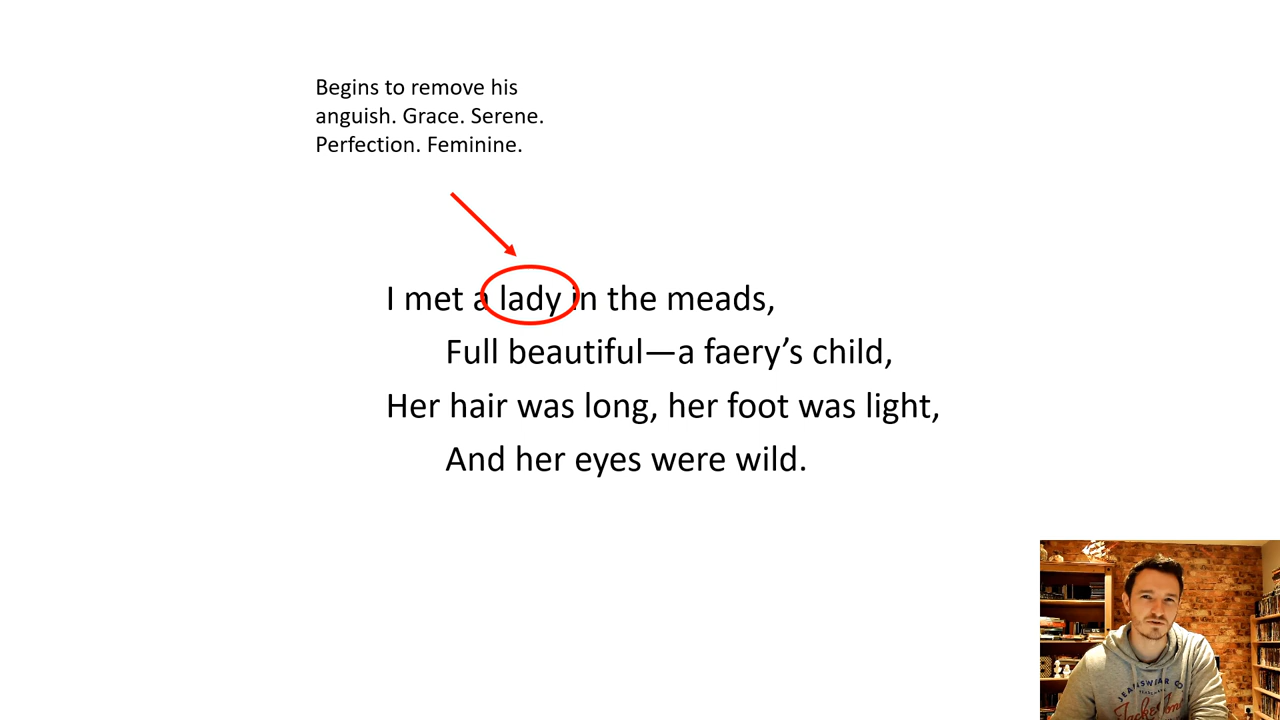 Begins to remove his
anguish. Grace. Serene.
Perfection. Feminine.
I met a lady in the meads,
Full beautiful—a faery’s child,
Her hair was long, her foot was light,
And her eyes were wild.